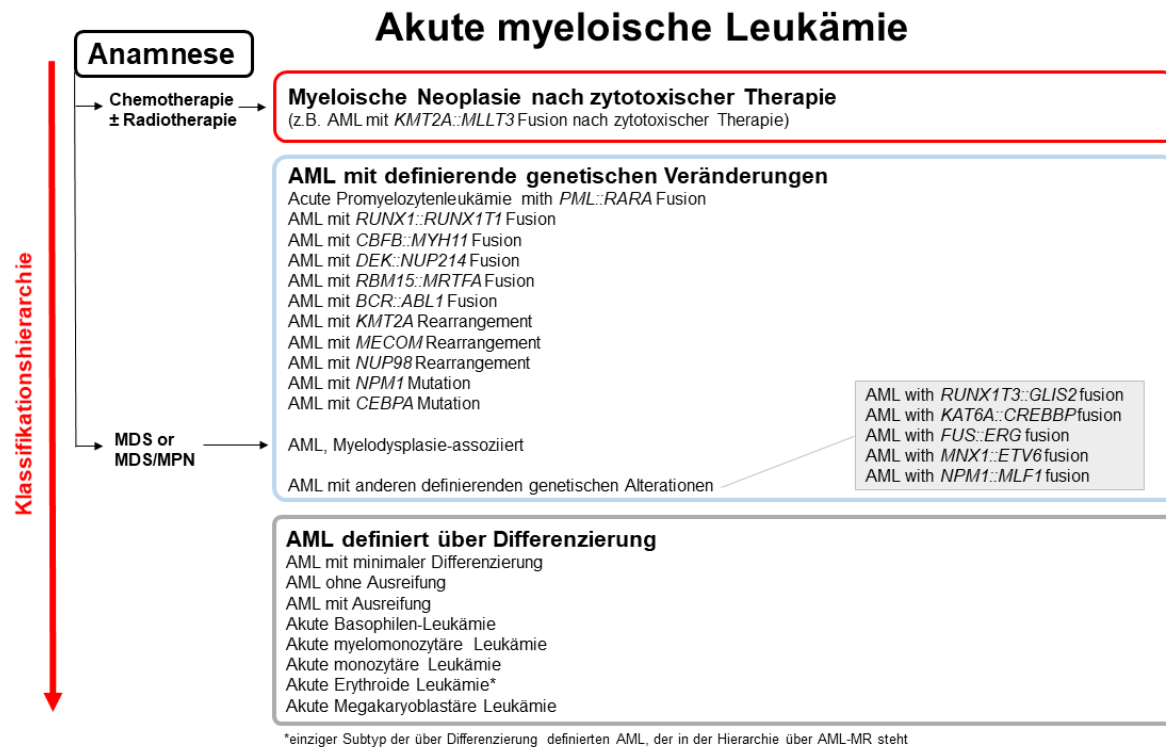 Akute myeloische Leukämie
Anamnese
Klassifikationshierarchie
Chemotherapie
± Radiotherapie
Myeloische Neoplasie nach zytotoxischer Therapie
(z.B. AML mit KMT2A::MLLT3 Fusion nach zytotoxischer Therapie)
AML mit definierende genetischen Veränderungen
Acute Promyelozytenleukämie mith PML::RARA Fusion
AML mit RUNX1::RUNX1T1 Fusion
AML mit CBFB::MYH11 Fusion
AML mit DEK::NUP214 Fusion
AML mit RBM15::MRTFA Fusion
AML mit BCR::ABL1 Fusion
AML mit KMT2A Rearrangement
AML mit MECOM Rearrangement
AML mit NUP98 Rearrangement
AML mit NPM1 Mutation
AML mit CEBPA Mutation
MDS or
MDS/MPN
AML, Myelodysplasie-assoziiert
AML mit anderen definierenden genetischen Alterationen
AML with RUNX1T3::GLIS2 fusion
AML with KAT6A::CREBBP fusion
AML with FUS::ERG fusion
AML with MNX1::ETV6 fusion
AML with NPM1::MLF1 fusion
AML definiert über Differenzierung
AML mit minimaler Differenzierung
AML ohne Ausreifung
AML mit Ausreifung
Akute Basophilen-Leukämie
Akute myelomonozytäre Leukämie
Akute monozytäre Leukämie
Akute Erythroide Leukämie*
Akute Megakaryoblastäre Leukämie
*einziger Subtyp der über Differenzierung definierten AML, der in der Hierarchie über AML-MR steht